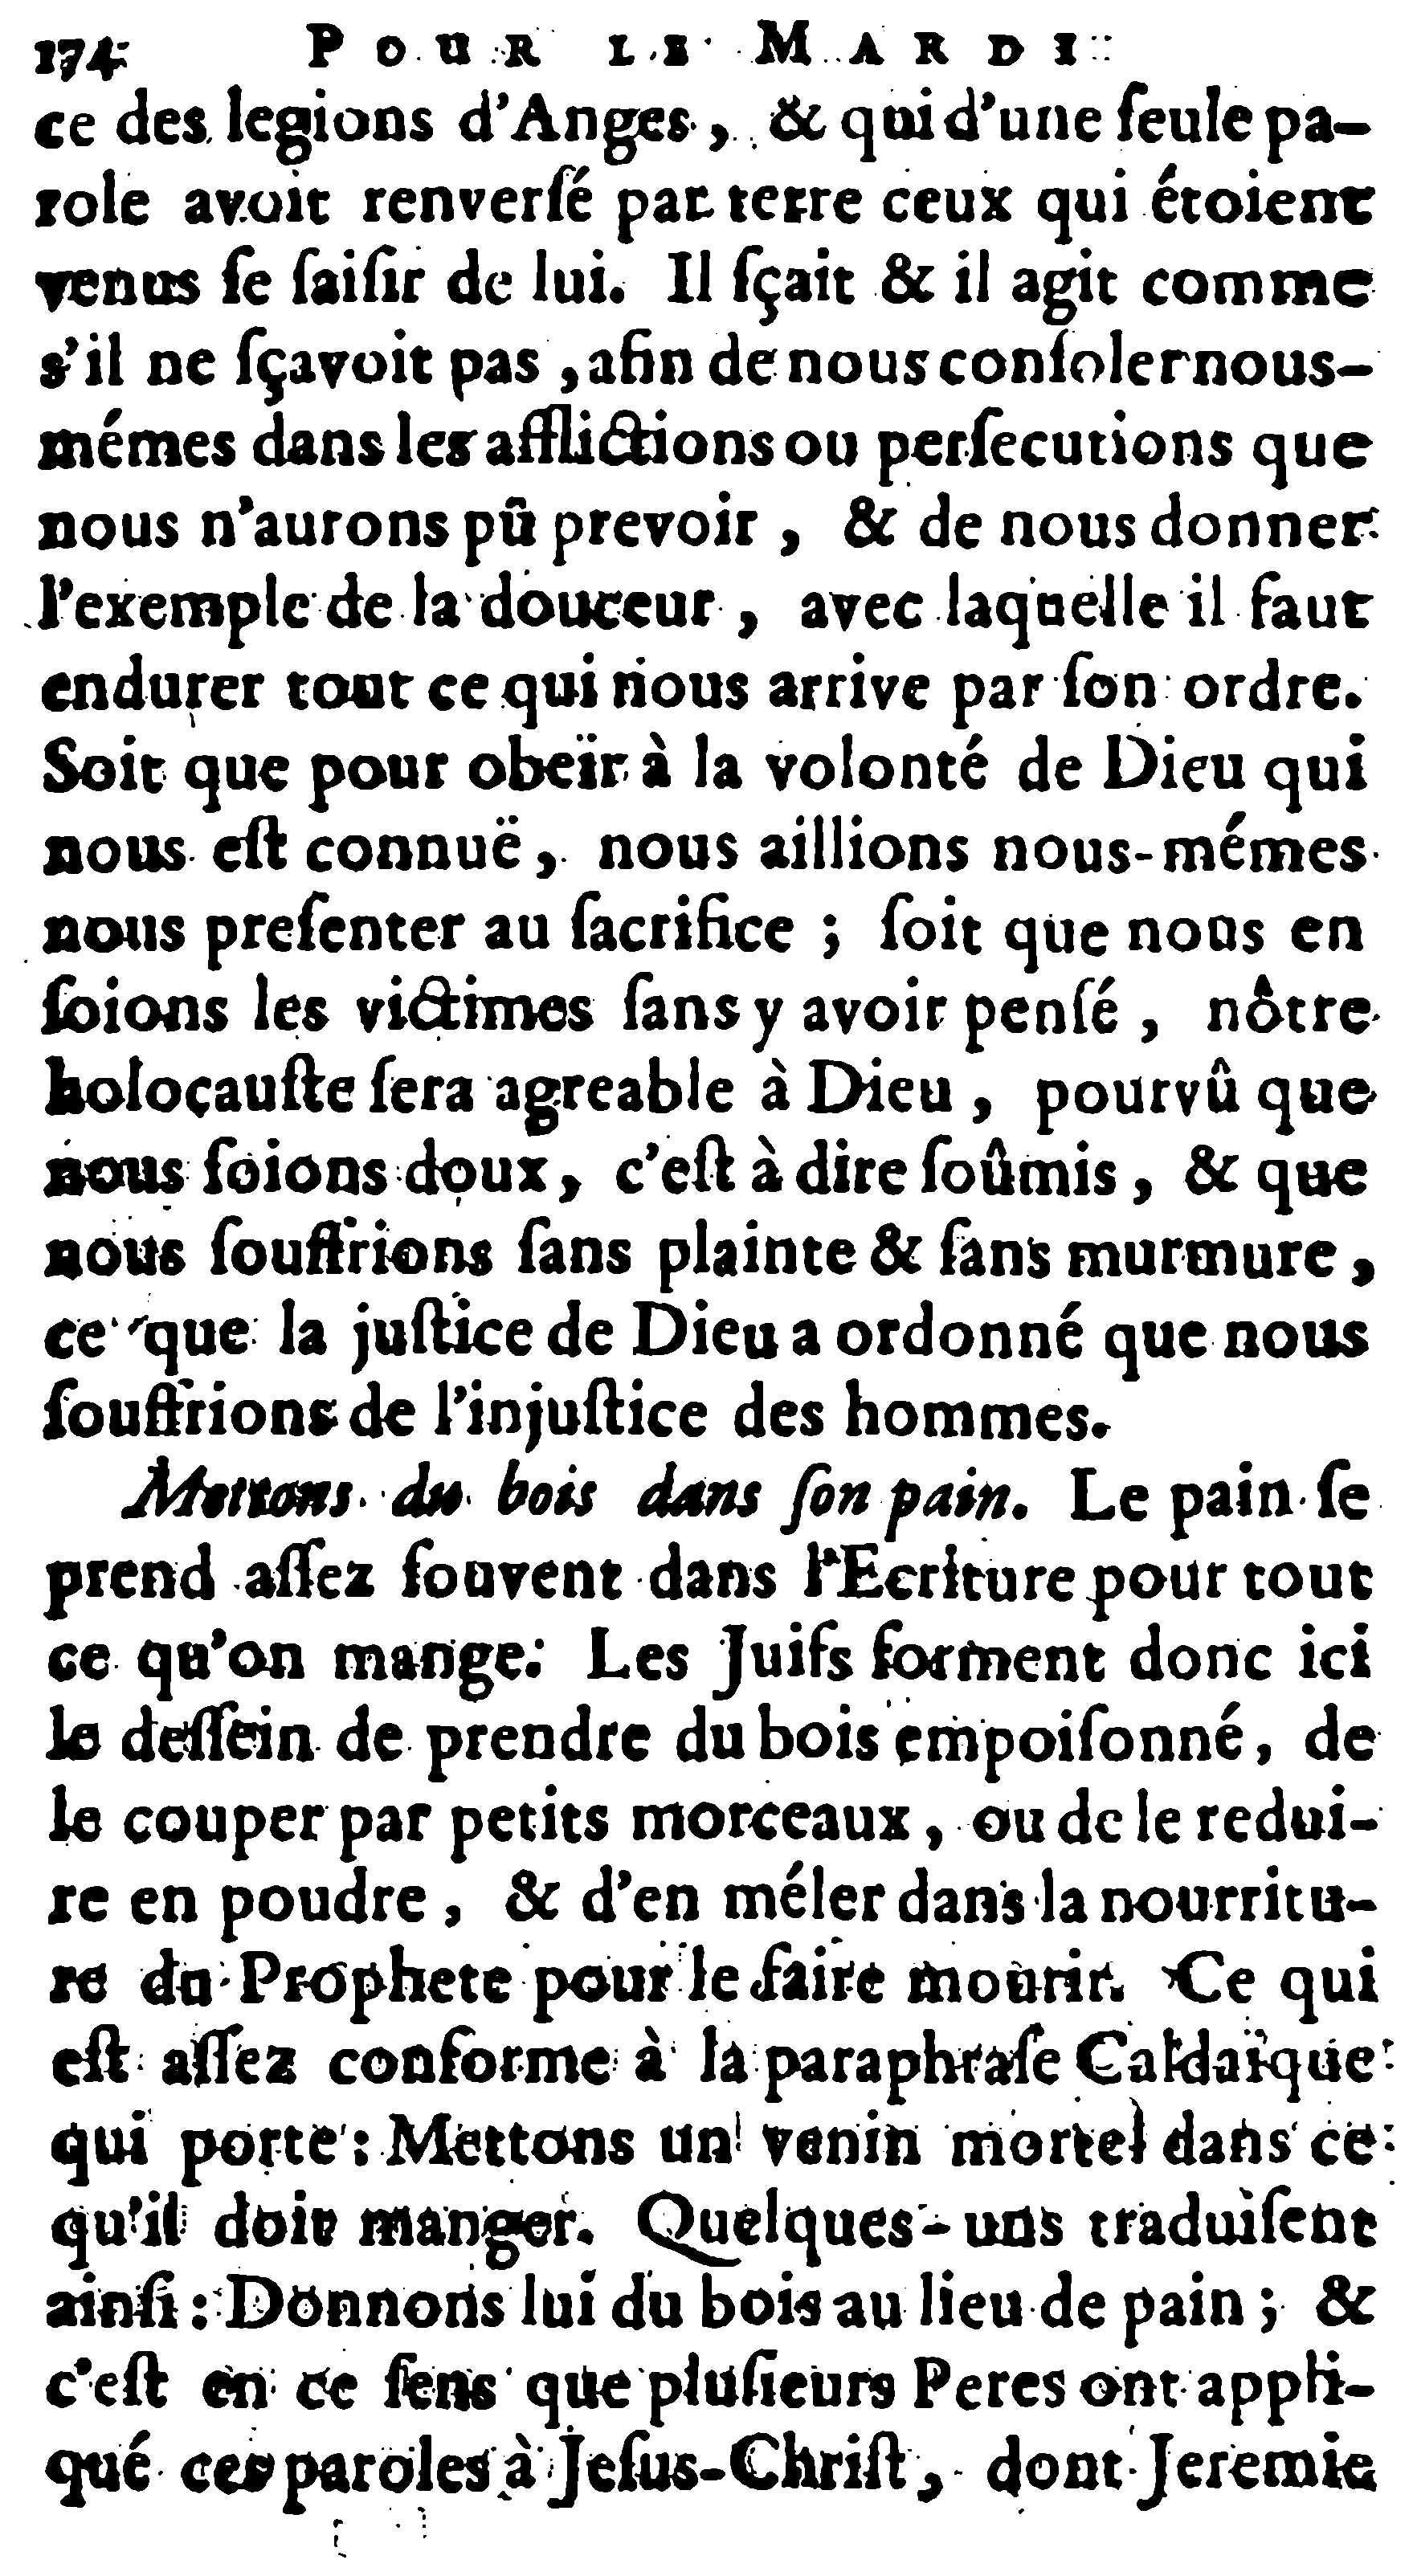 174 POUR LE MARDI
ce des legions d'Anges, & qui d'une ſeule pa-
role avoit renverſé par terre ceux qui étoient
venus ſe ſaiſir de lui. Il ſçait & il agit comme
s'il ne ſçavoit pas, afin de nous conſoler nous-
mémes dans les afflictions ou perſecutions que
nous n'aurons pû prevoir, & de nous donner
l'exemple de la douceur, avec laquelle il faut
endurer tout ce qui nous arrive par ſon ordre.
Soit que pour obeïr à la volonté de Dieu qui
nous eſt connuë, nous aillions nous-mémes
nous preſenter au ſacrifice; ſoit que nous en
ſoions les victimes ſans y avoir penſé, nôtre
holocauſte ſera agreable à Dieu, pourvû que
nous ſoions doux, c'eſt à dire ſoûmis, & que
nous ſouffrions ſans plainte & ſans murmure,
ce que la juſtice de Dieu a ordonné que nous
ſouffrions de l'injuſtice des hommes.
Mettons du bois dans ſon pain. Le pain ſe
prend aſſez ſouvent dans l'Ecriture pour tout
ce qu'on mange: Les Juifs forment donc ici
le deſſein de prendre du bois empoiſonné, de
le couper par petits morceaux, ou de le redui-
re en poudre, & d'en méler dans la nourritu-
re du Prophete pour le faire mourir. Ce qui
eſt aſſez conforme à la paraphraſe Caldaïque
qui porte: Mettons un venin mortel dans ce
qu'il doit manger. Quelques-uns traduiſent
ainſi: Donnons lui du bois au lieu de pain; &
c'eſt en ce ſens que pluſieurs Peres ont appli-
qué ces paroles à Jeſus-Chriſt, dont Jeremie